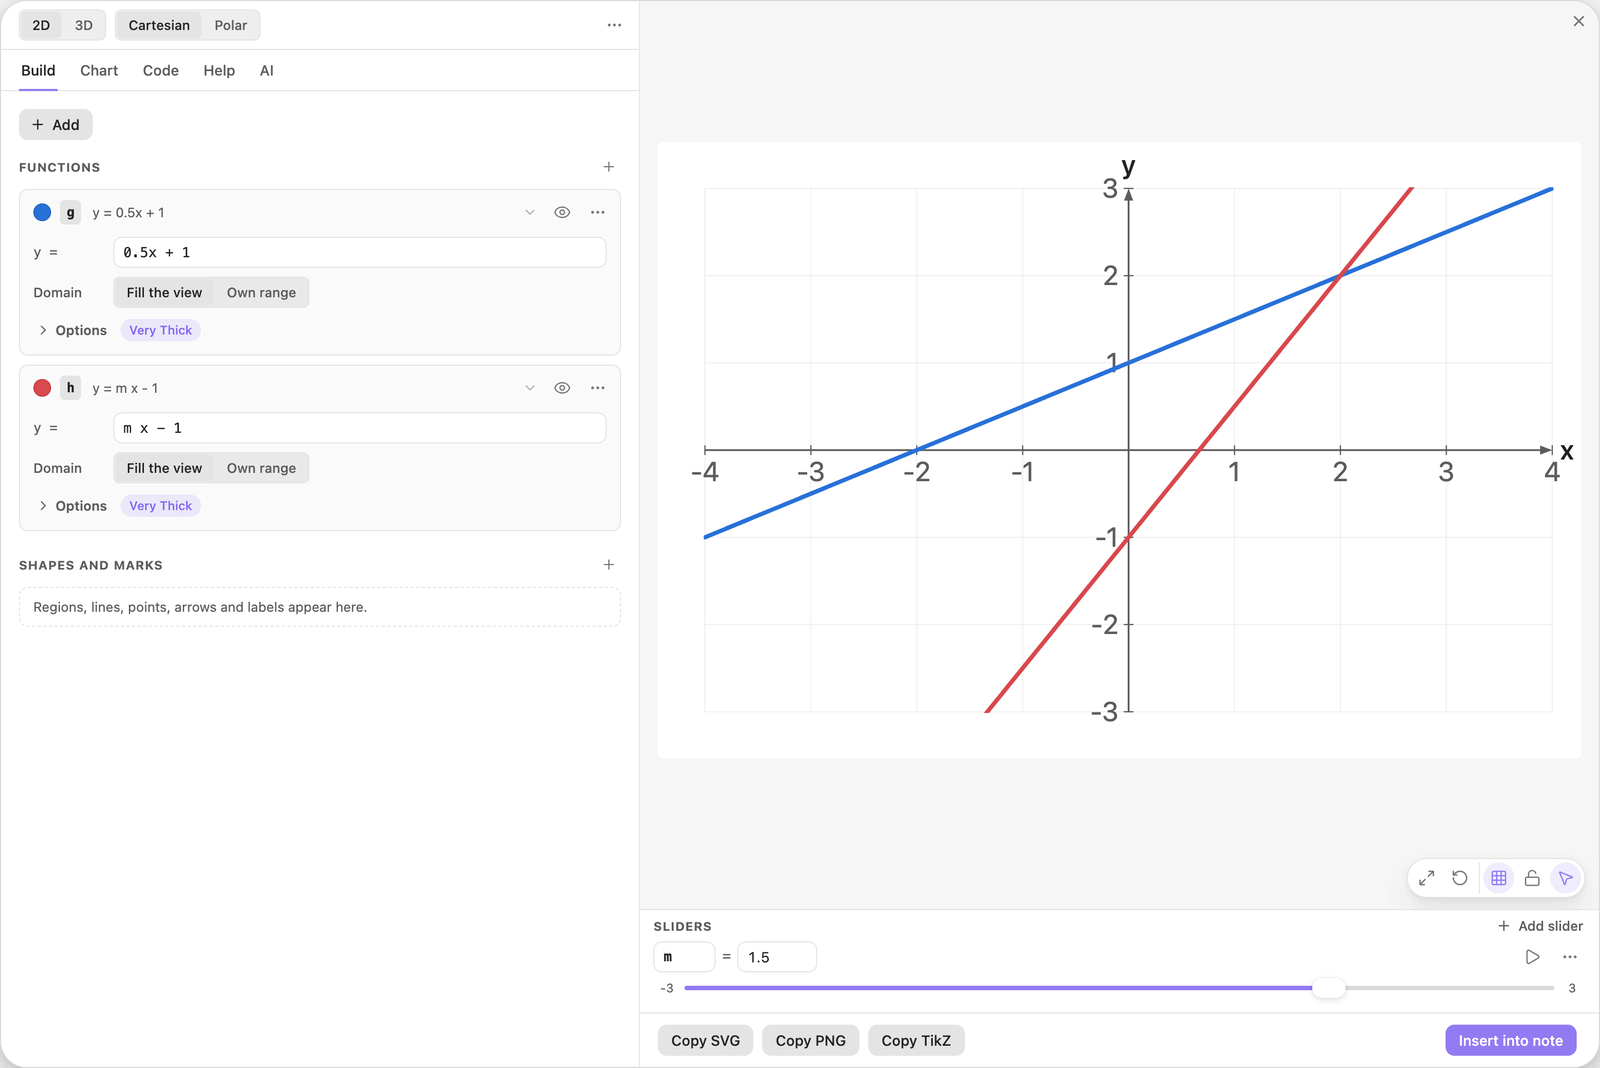 2D 3D Cartesian Polar
Build Chart Code Help AI
+ Add
FUNCTIONS
g y = 0.5x + 1
y = 0.5x + 1
Domain Fill the view Own range
Options Very Thick
h y = m x - 1
y = m x − 1
Domain Fill the view Own range
Options Very Thick
SHAPES AND MARKS
Regions, lines, points, arrows and labels appear here.
y
3
2
1
-4 -3 -2 -1 1 2 3 4 x
-1
-2
-3
SLIDERS + Add slider
m = 1.5
-3 3
Copy SVG Copy PNG Copy TikZ Insert into note